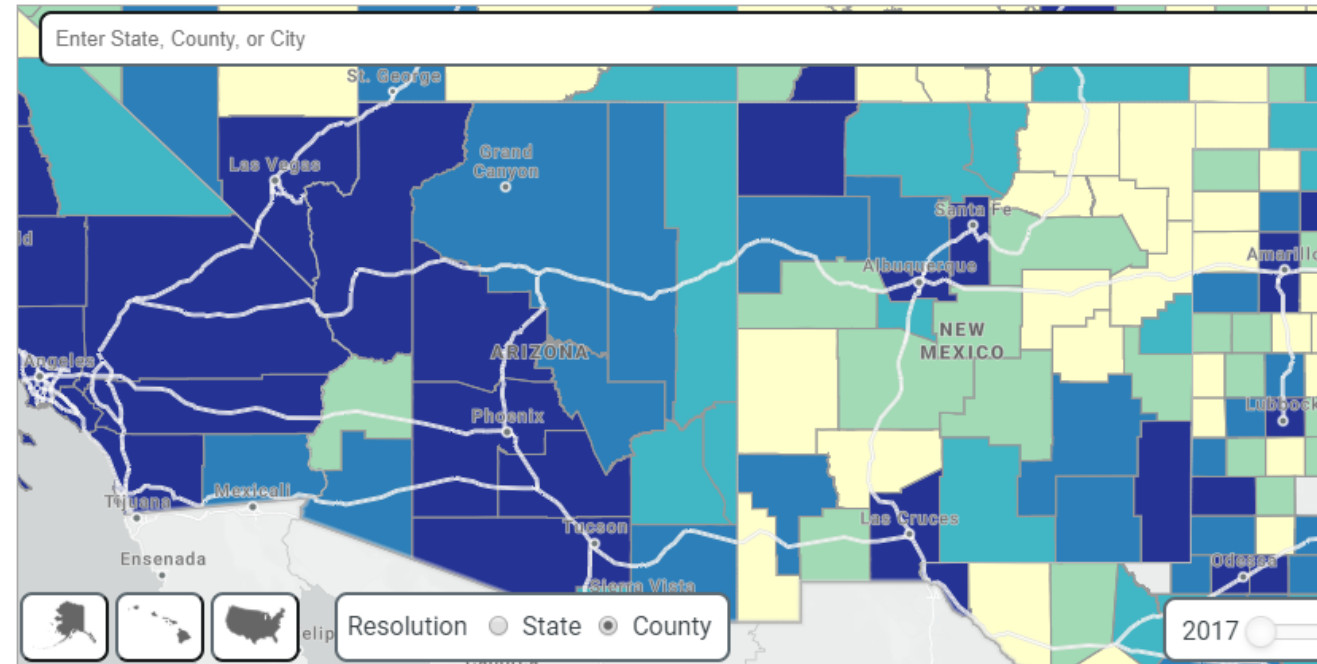 Enter State, County, or City
St. George
Las Vegas
Grand
Canyon
Santa Fe
Albuquerque
Amarillo
NEW
MEXICO
ARIZONA
Angeles
Phoenix
Lubbock
Mexicali
Tijuana
Las Cruces
Tucson
Ensenada
Odessa
Sierra Vista
Resolution State County
2017